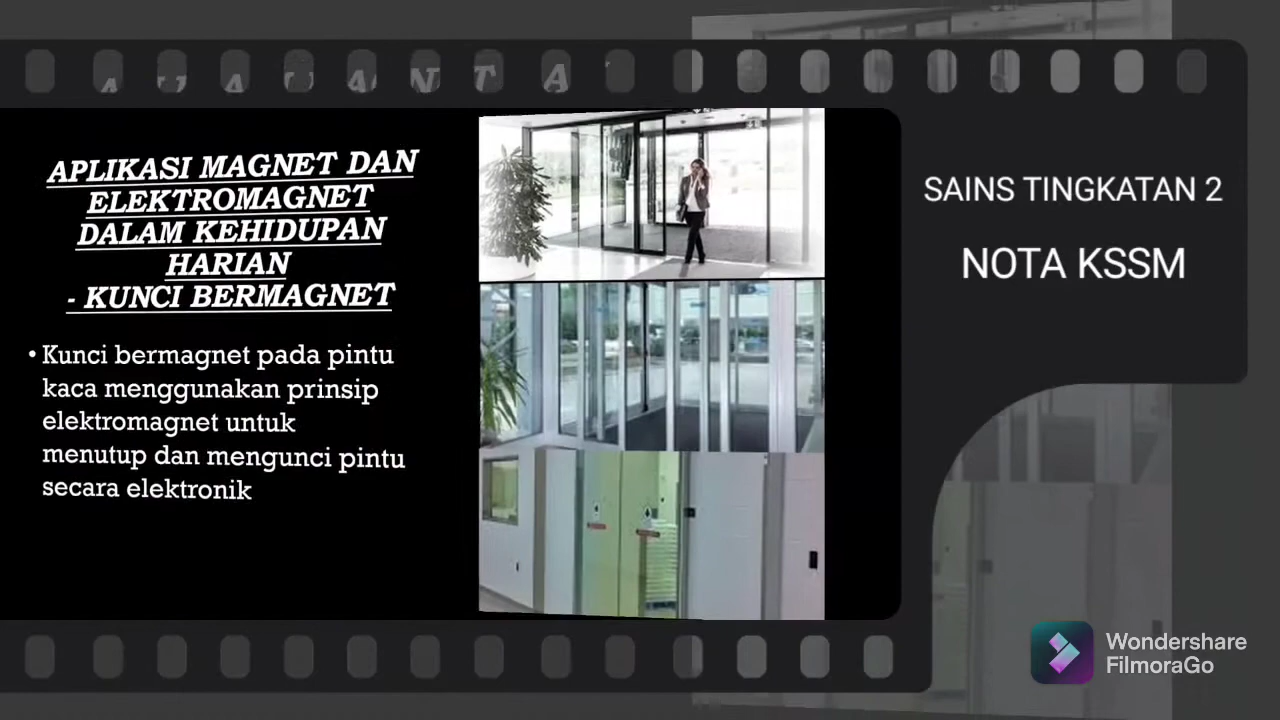 APLIKASI MAGNET DAN
ELEKTROMAGNET
DALAM KEHIDUPAN
HARIAN
- KUNCI BERMAGNET
• Kunci bermagnet pada pintu
kaca menggunakan prinsip
elektromagnet untuk
menutup dan mengunci pintu
secara elektronik
SAINS TINGKATAN 2
NOTA KSSM
Wondershare
FilmoraGo